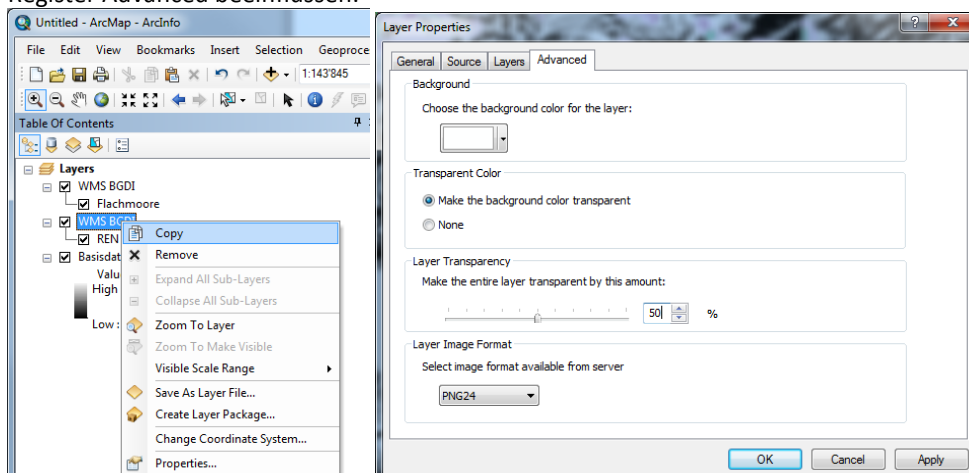 Register Advanced beeinflussen.
Untitled - ArcMap - ArcInfo
File Edit View Bookmarks Insert Selection Geoproce
1:143'845
Table Of Contents
Layers
WMS BGDI
Flachmoore
WMS BGDI
REN
Basisdat
Valu
High
Low :
Copy
Remove
Expand All Sub-Layers
Collapse All Sub-Layers
Zoom To Layer
Zoom To Make Visible
Visible Scale Range
Save As Layer File...
Create Layer Package...
Change Coordinate System...
Properties...
Layer Properties
General Source Layers Advanced
Background
Choose the background color for the layer:
Transparent Color
Make the background color transparent
None
Layer Transparency
Make the entire layer transparent by this amount:
50 %
Layer Image Format
Select image format available from server
PNG24
OK Cancel Apply